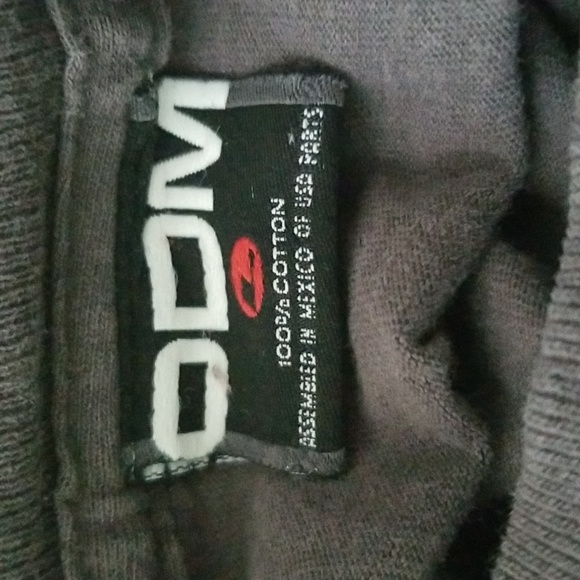 ODM
100% COTTON
ASSEMBLED IN MEXICO OF USA PARTS